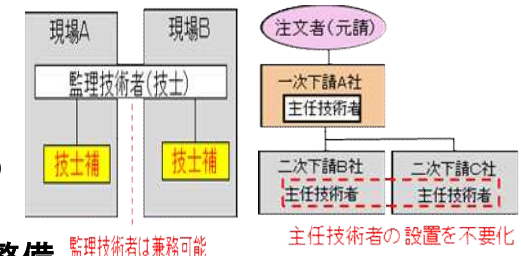 現場A
現場B
監理技術者(技士)
技士補
技士補
監理技術者は兼務可能
注文者(元請)
一次下請A社
主任技術者
二次下請B社
主任技術者
二次下請C社
主任技術者
主任技術者の設置を不要化
整備